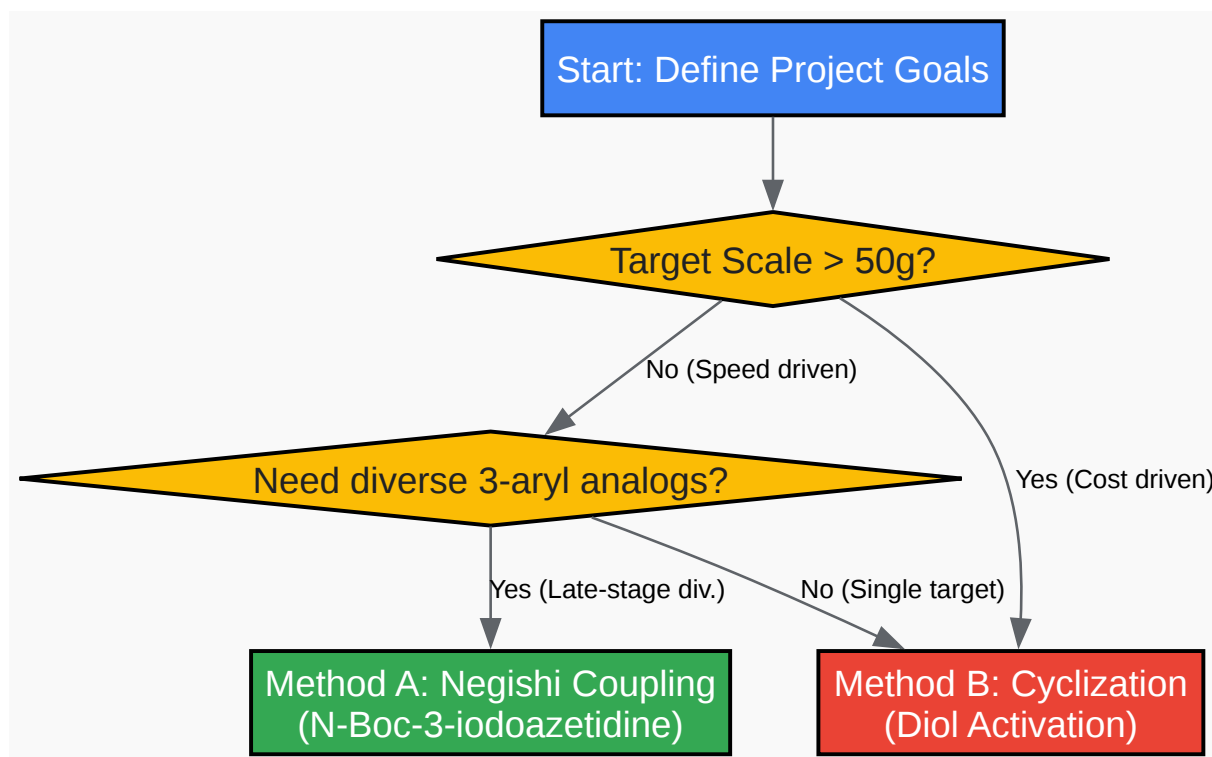 Start: Define Project Goals
Target Scale > 50g?
No (Speed driven)
Need diverse 3-aryl analogs?
Yes (Cost driven)
Yes (Late-stage div.)
No (Single target)
Method A: Negishi Coupling
(N-Boc-3-iodoazetidine)
Method B: Cyclization
(Diol Activation)